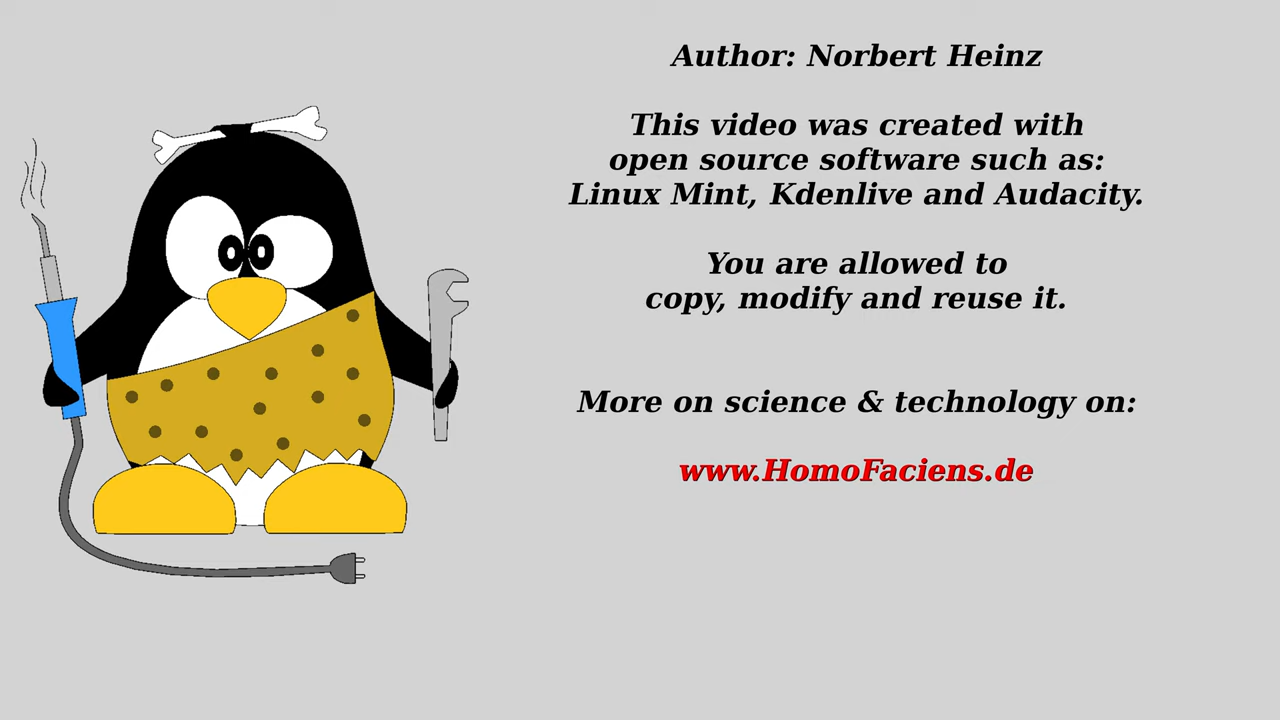 Author: Norbert Heinz
This video was created with
open source software such as:
Linux Mint, Kdenlive and Audacity.
You are allowed to
copy, modify and reuse it.
More on science & technology on:
www.HomoFaciens.de